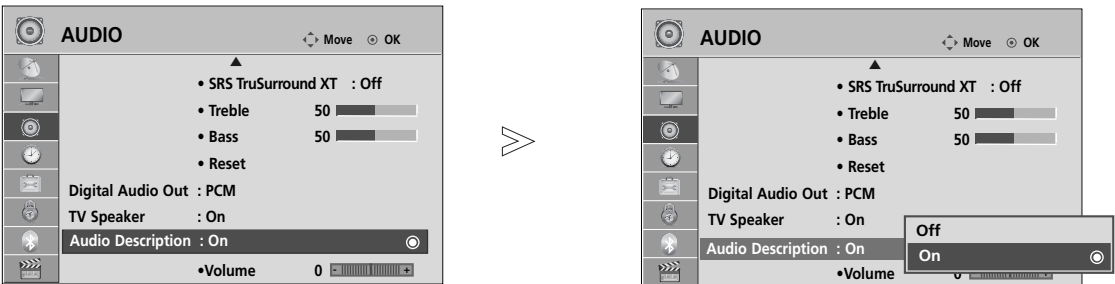 AUDIO Move OK
• SRS TruSurround XT : Off
• Treble 50
• Bass 50
• Reset
Digital Audio Out : PCM
TV Speaker : On
Audio Description : On
•Volume 0 - +
AUDIO Move OK
• SRS TruSurround XT : Off
• Treble 50
• Bass 50
• Reset
Digital Audio Out : PCM
TV Speaker : On
Audio Description : On
•Volume
Off
On